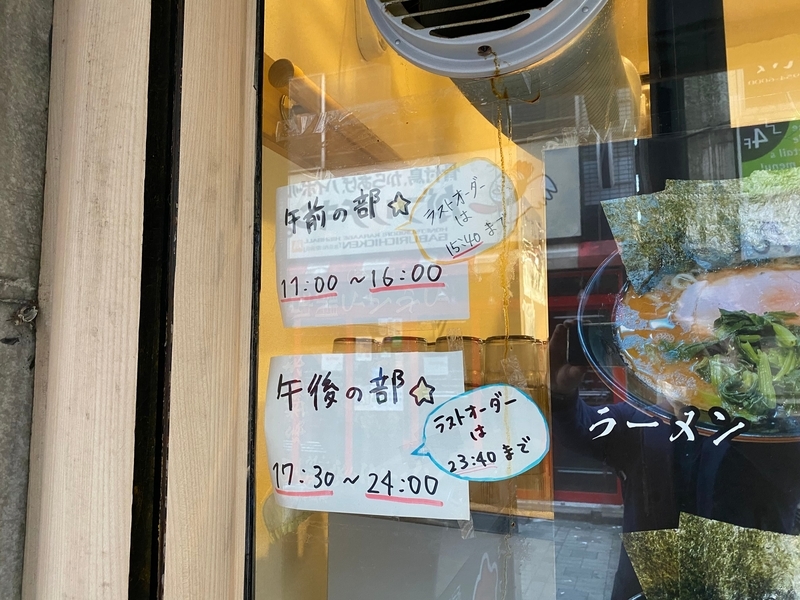 午前の部☆
ラストオーダー
は
15:40まで
11:00～16:00
午後の部☆
ラストオーダー
は
23:40まで
17:30～24:00
ラーメン
4F